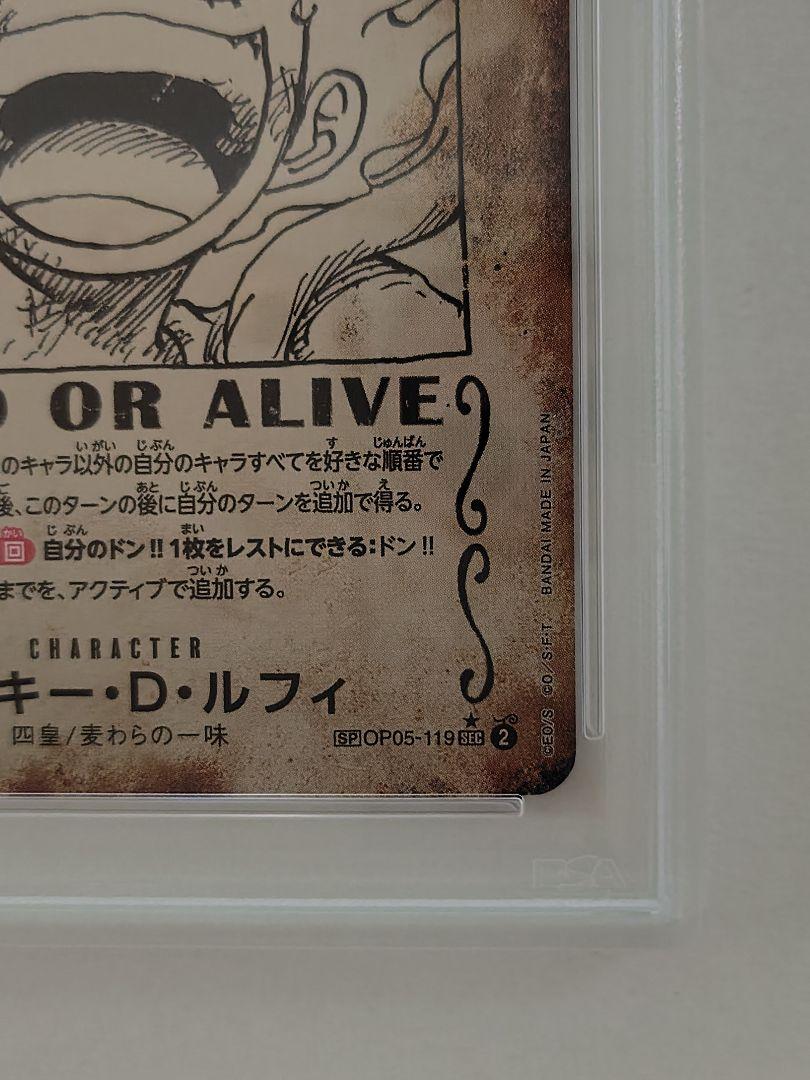 OR ALIVE
のキャラ以外の自分のキャラすべてを好きな順番で
後、このターンの後に自分のターンを追加で得る。
回 自分のドン!!1枚をレストにできる:ドン!!
までを、アクティブで追加する。
CHARACTER
キー・D・ルフィ
四皇/麦わらの一味
SP OP05-119 SEC 2
©EO/S ©O/S・F・T BANDAI MADE IN JAPAN
PSA